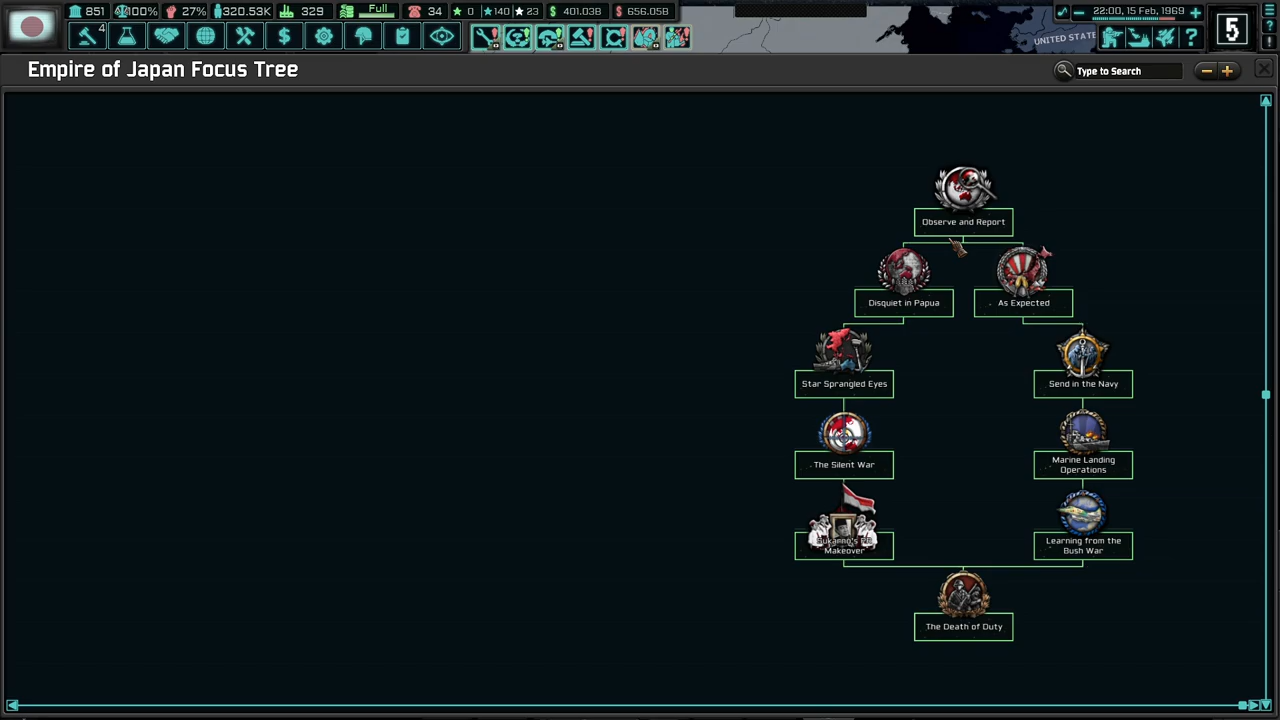 851 100% 27% 320.53K 329 Full 34 0 140 23 $ 401.03B $ 656.05B
22:00, 15 Feb, 1969
4
UNITED STATE
5
Empire of Japan Focus Tree
Type to Search
Observe and Report
Disquiet in Papua
As Expected
Star Sprangled Eyes
Send in the Navy
The Silent War
Marine Landing
Operations
Sukarno's PR
Makeover
Learning from the
Bush War
The Death of Duty